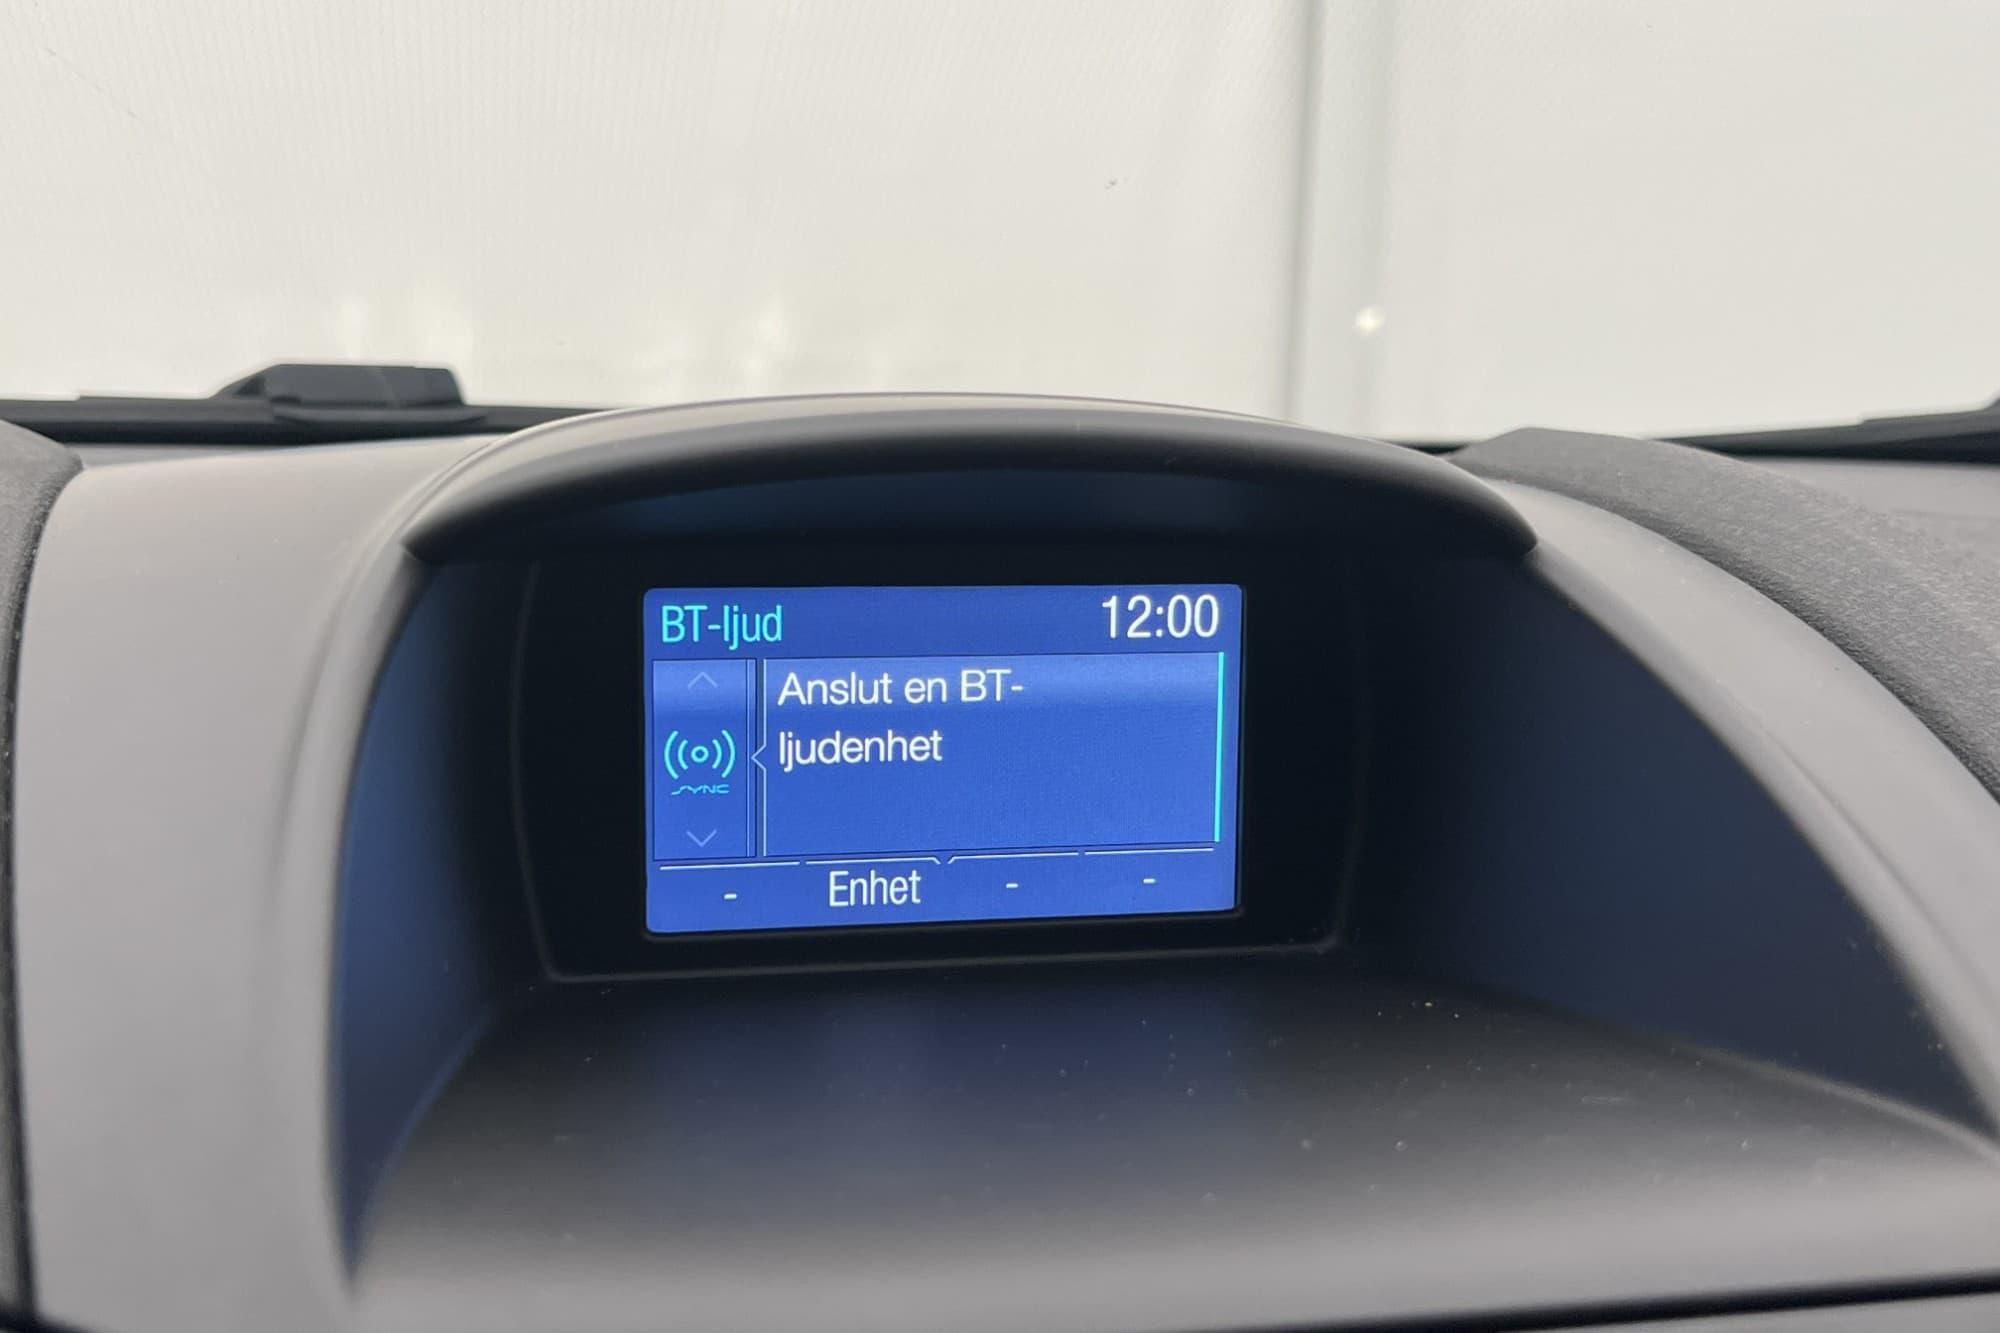 BT-ljud 12:00
Anslut en BT-
ljudenhet
SYNC
- Enhet - -